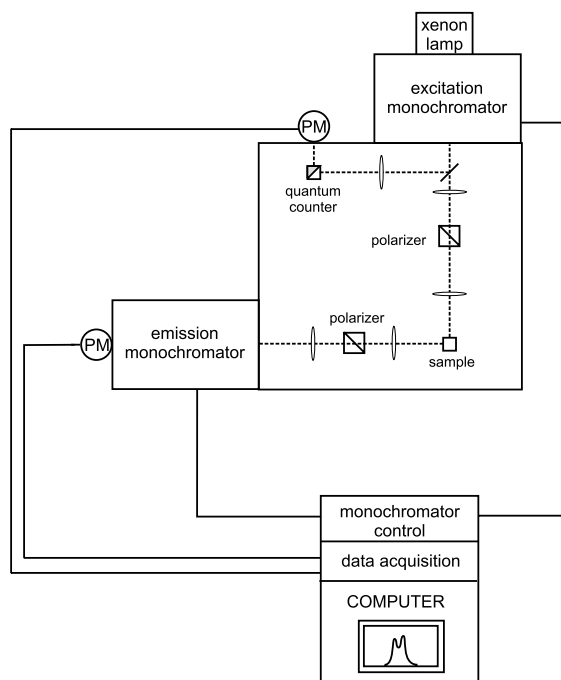 xenon
lamp
excitation
monochromator
PM
quantum
counter
polarizer
polarizer
emission
monochromator
PM
sample
monochromator
control
data acquisition
COMPUTER